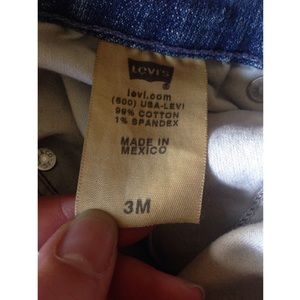 LEVI'S
levi.com
(800) USA-LEVI
99% COTTON
1% SPANDEX
MADE IN
MEXICO
3M